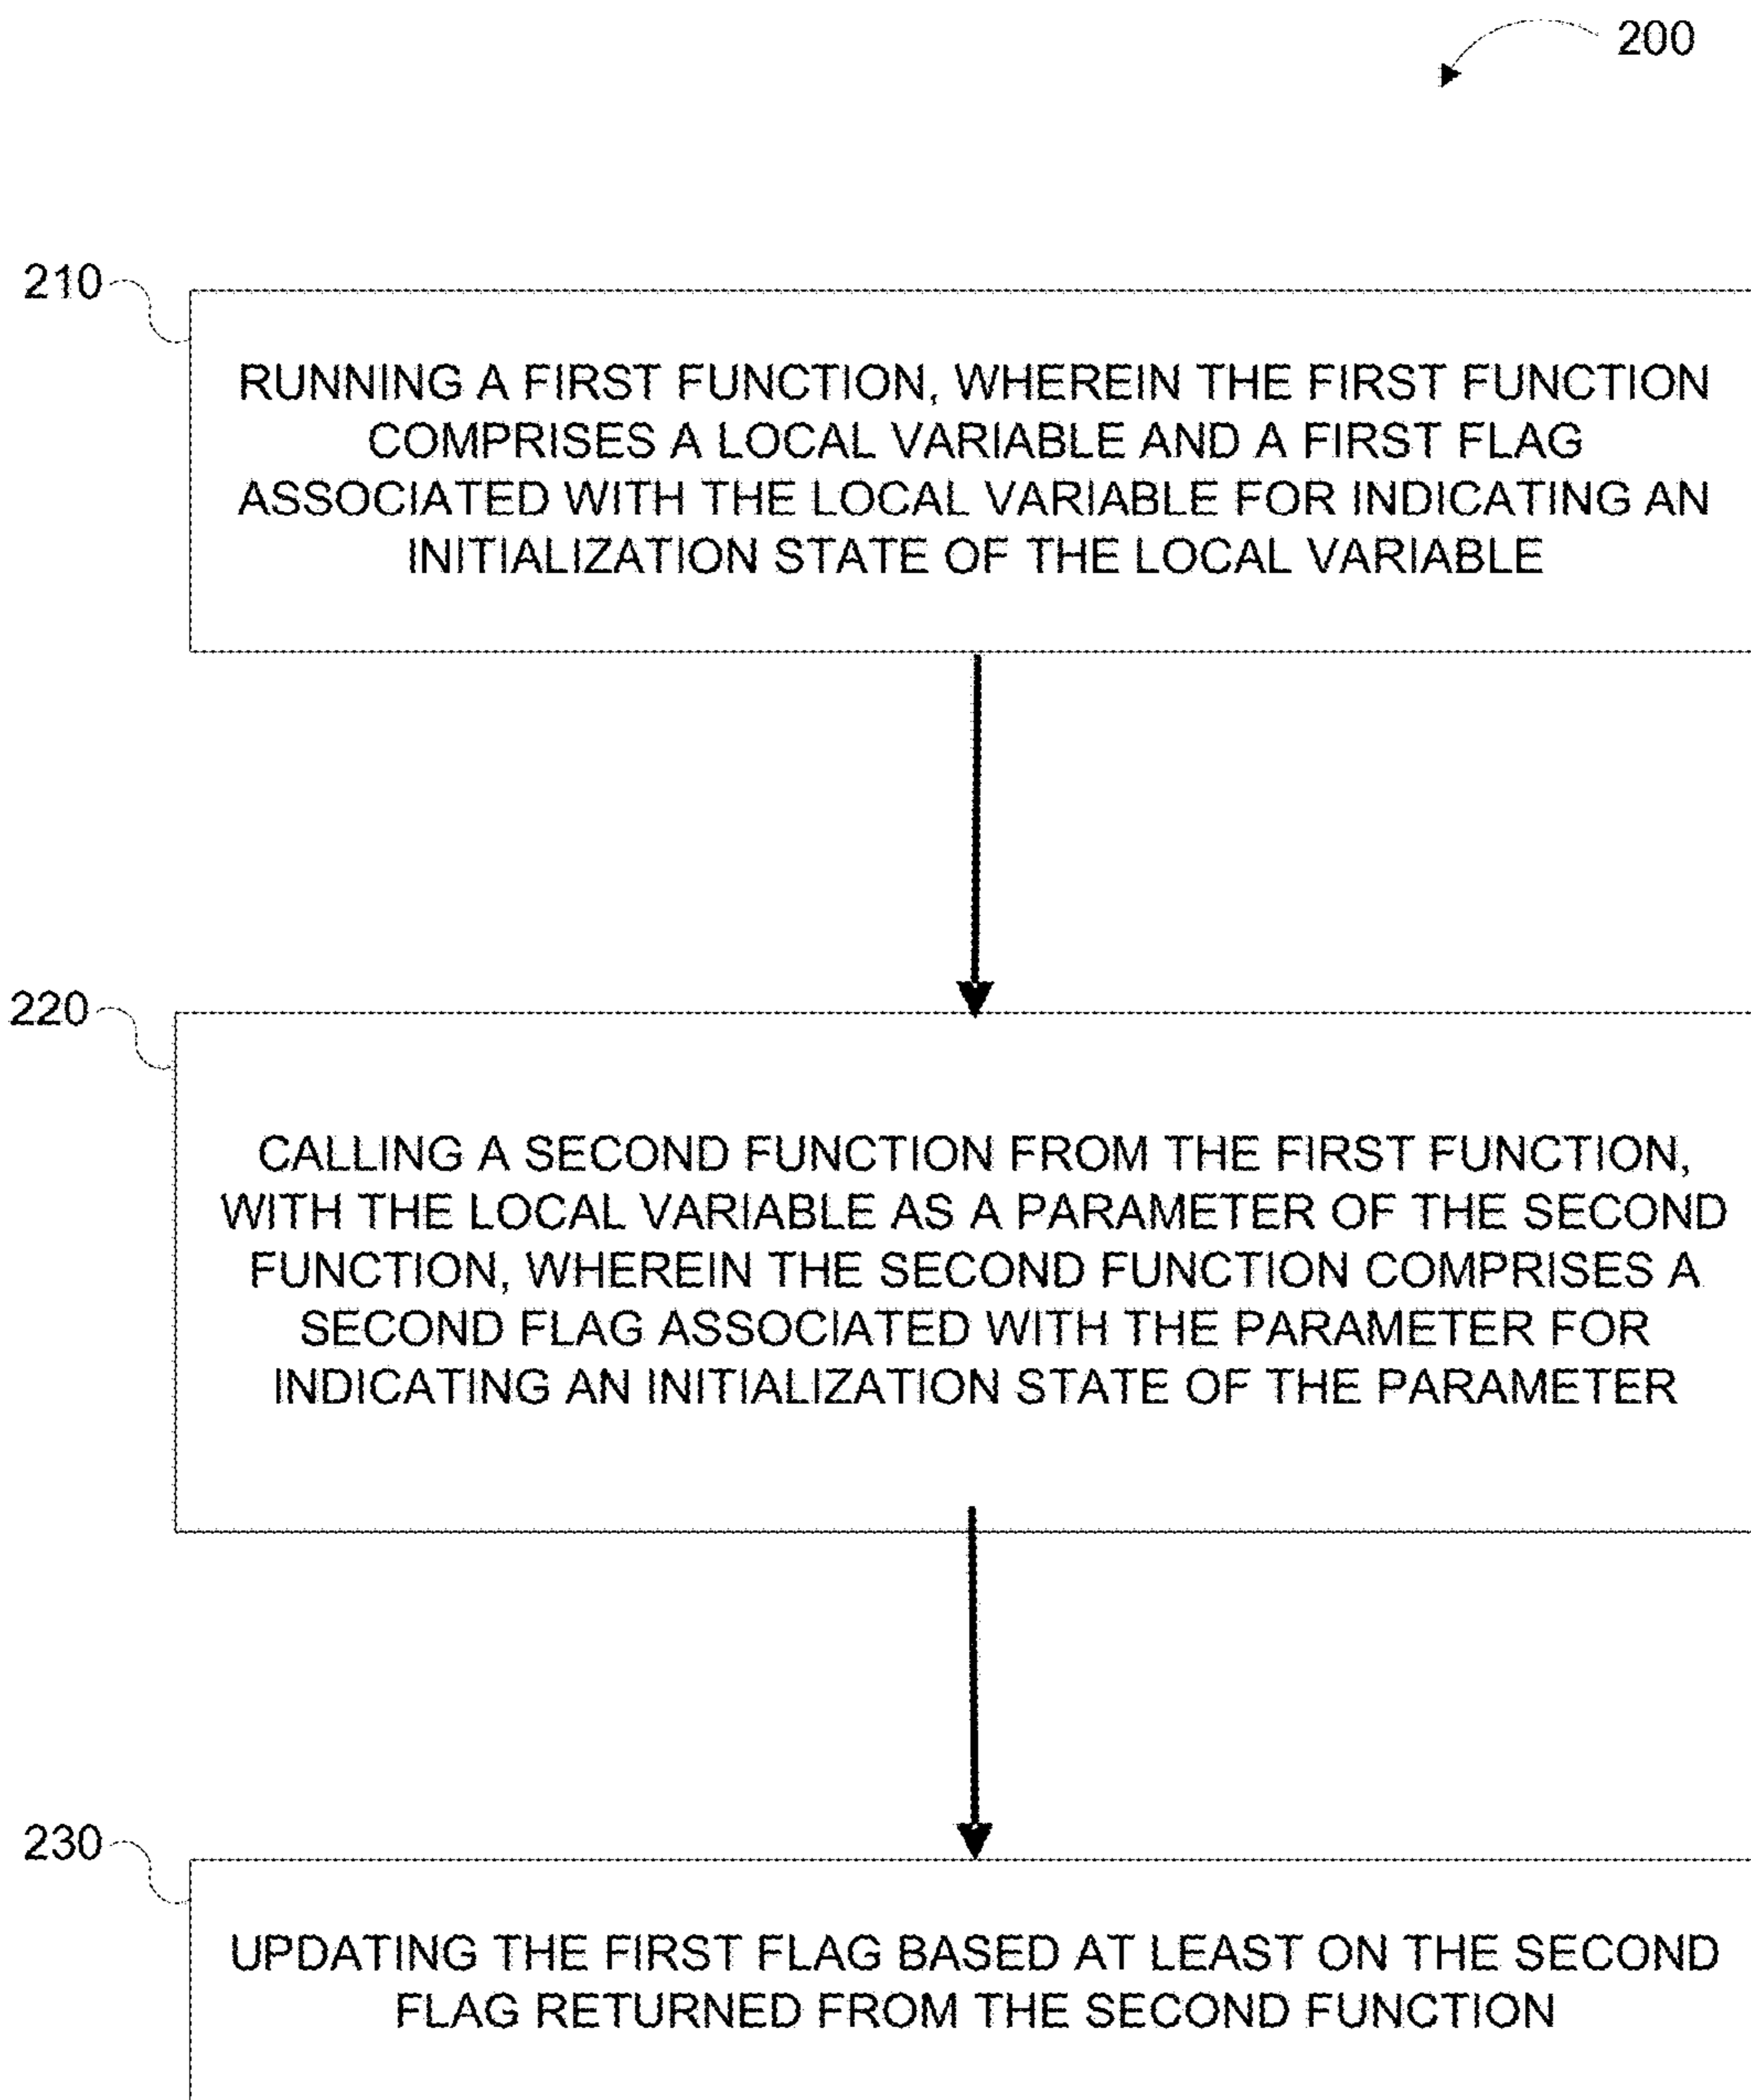 200
210
RUNNING A FIRST FUNCTION, WHEREIN THE FIRST FUNCTION
COMPRISES A LOCAL VARIABLE AND A FIRST FLAG
ASSOCIATED WITH THE LOCAL VARIABLE FOR INDICATING AN
INITIALIZATION STATE OF THE LOCAL VARIABLE
220
CALLING A SECOND FUNCTION FROM THE FIRST FUNCTION,
WITH THE LOCAL VARIABLE AS A PARAMETER OF THE SECOND
FUNCTION, WHEREIN THE SECOND FUNCTION COMPRISES A
SECOND FLAG ASSOCIATED WITH THE PARAMETER FOR
INDICATING AN INITIALIZATION STATE OF THE PARAMETER
230
UPDATING THE FIRST FLAG BASED AT LEAST ON THE SECOND
FLAG RETURNED FROM THE SECOND FUNCTION